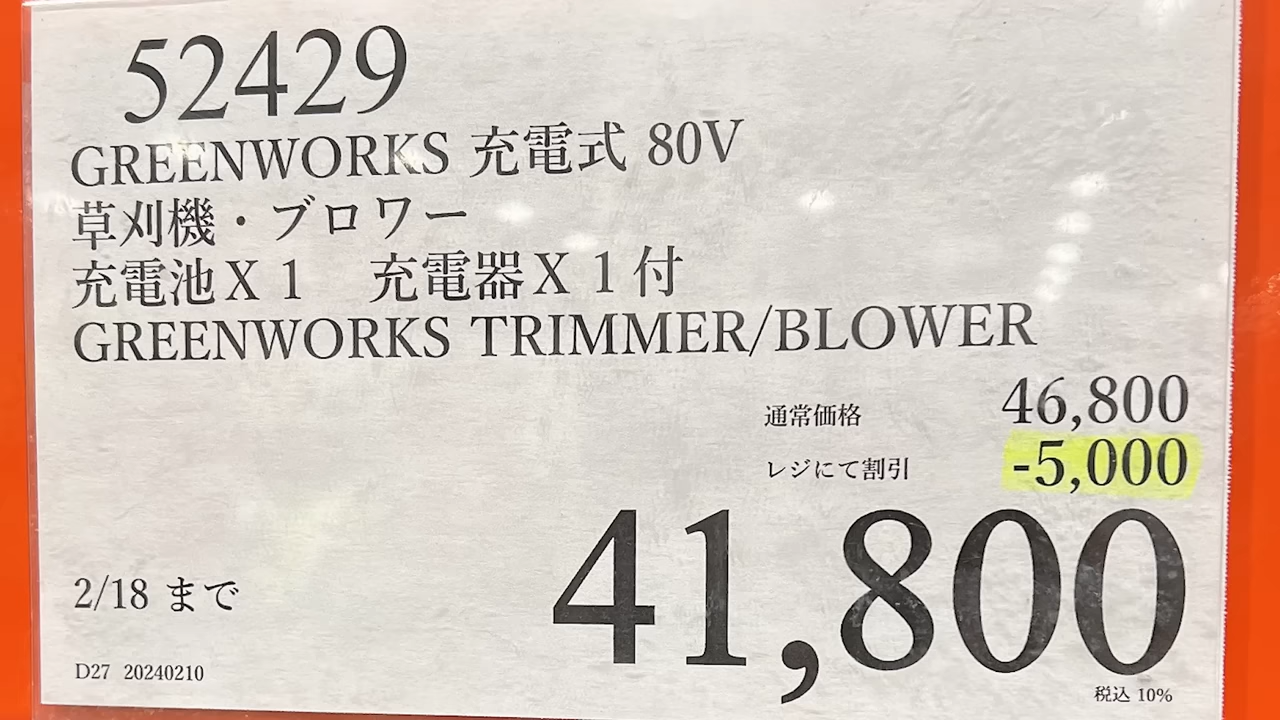 52429
GREENWORKS 充電式 80V
草刈機・ブロワー
充電池X 1　充電器X 1 付
GREENWORKS TRIMMER/BLOWER
通常価格 46,800
レジにて割引 -5,000
41,800
2/18 まで
D27 20240210
税込 10%